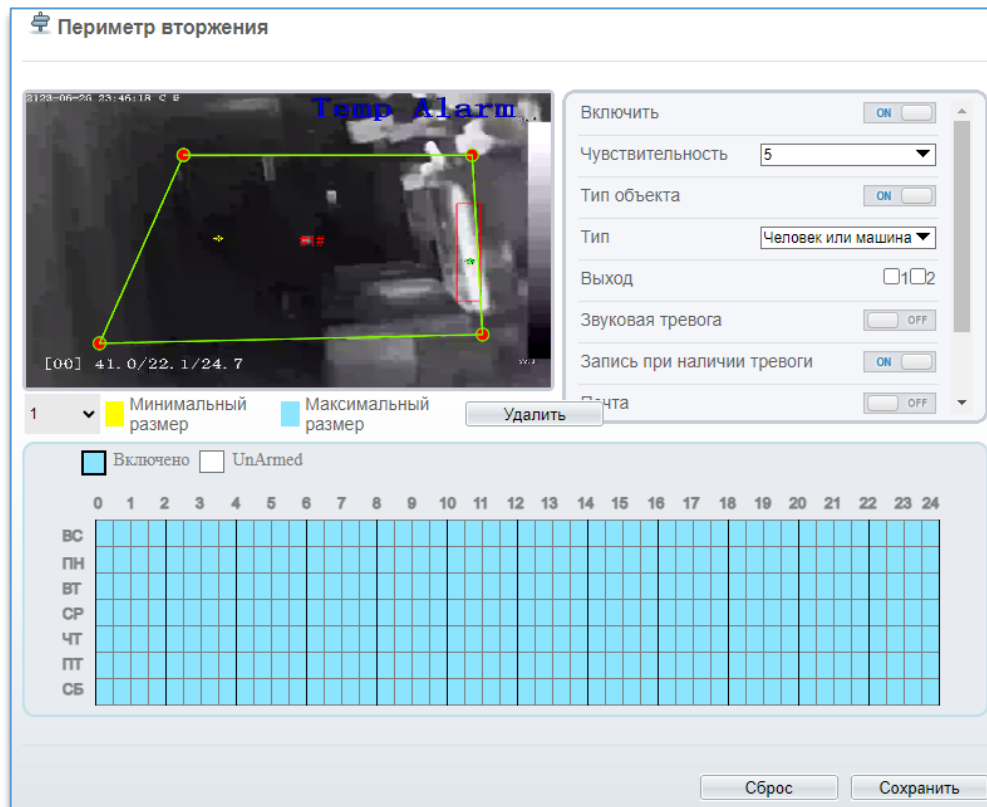 Периметр вторжения
2123-06-26 23:46:18 C Б
Temp Alarm
[00] 41.0/22.1/24.7
Включить ON
Чувствительность 5
Тип объекта ON
Тип Человек или машина
Выход 1 2
Звуковая тревога OFF
Запись при наличии тревоги ON
Почта OFF
1 Минимальный размер Максимальный размер Удалить
Включено UnArmed
0 1 2 3 4 5 6 7 8 9 10 11 12 13 14 15 16 17 18 19 20 21 22 23 24
ВС
ПН
ВТ
СР
ЧТ
ПТ
СБ
Сброс Сохранить